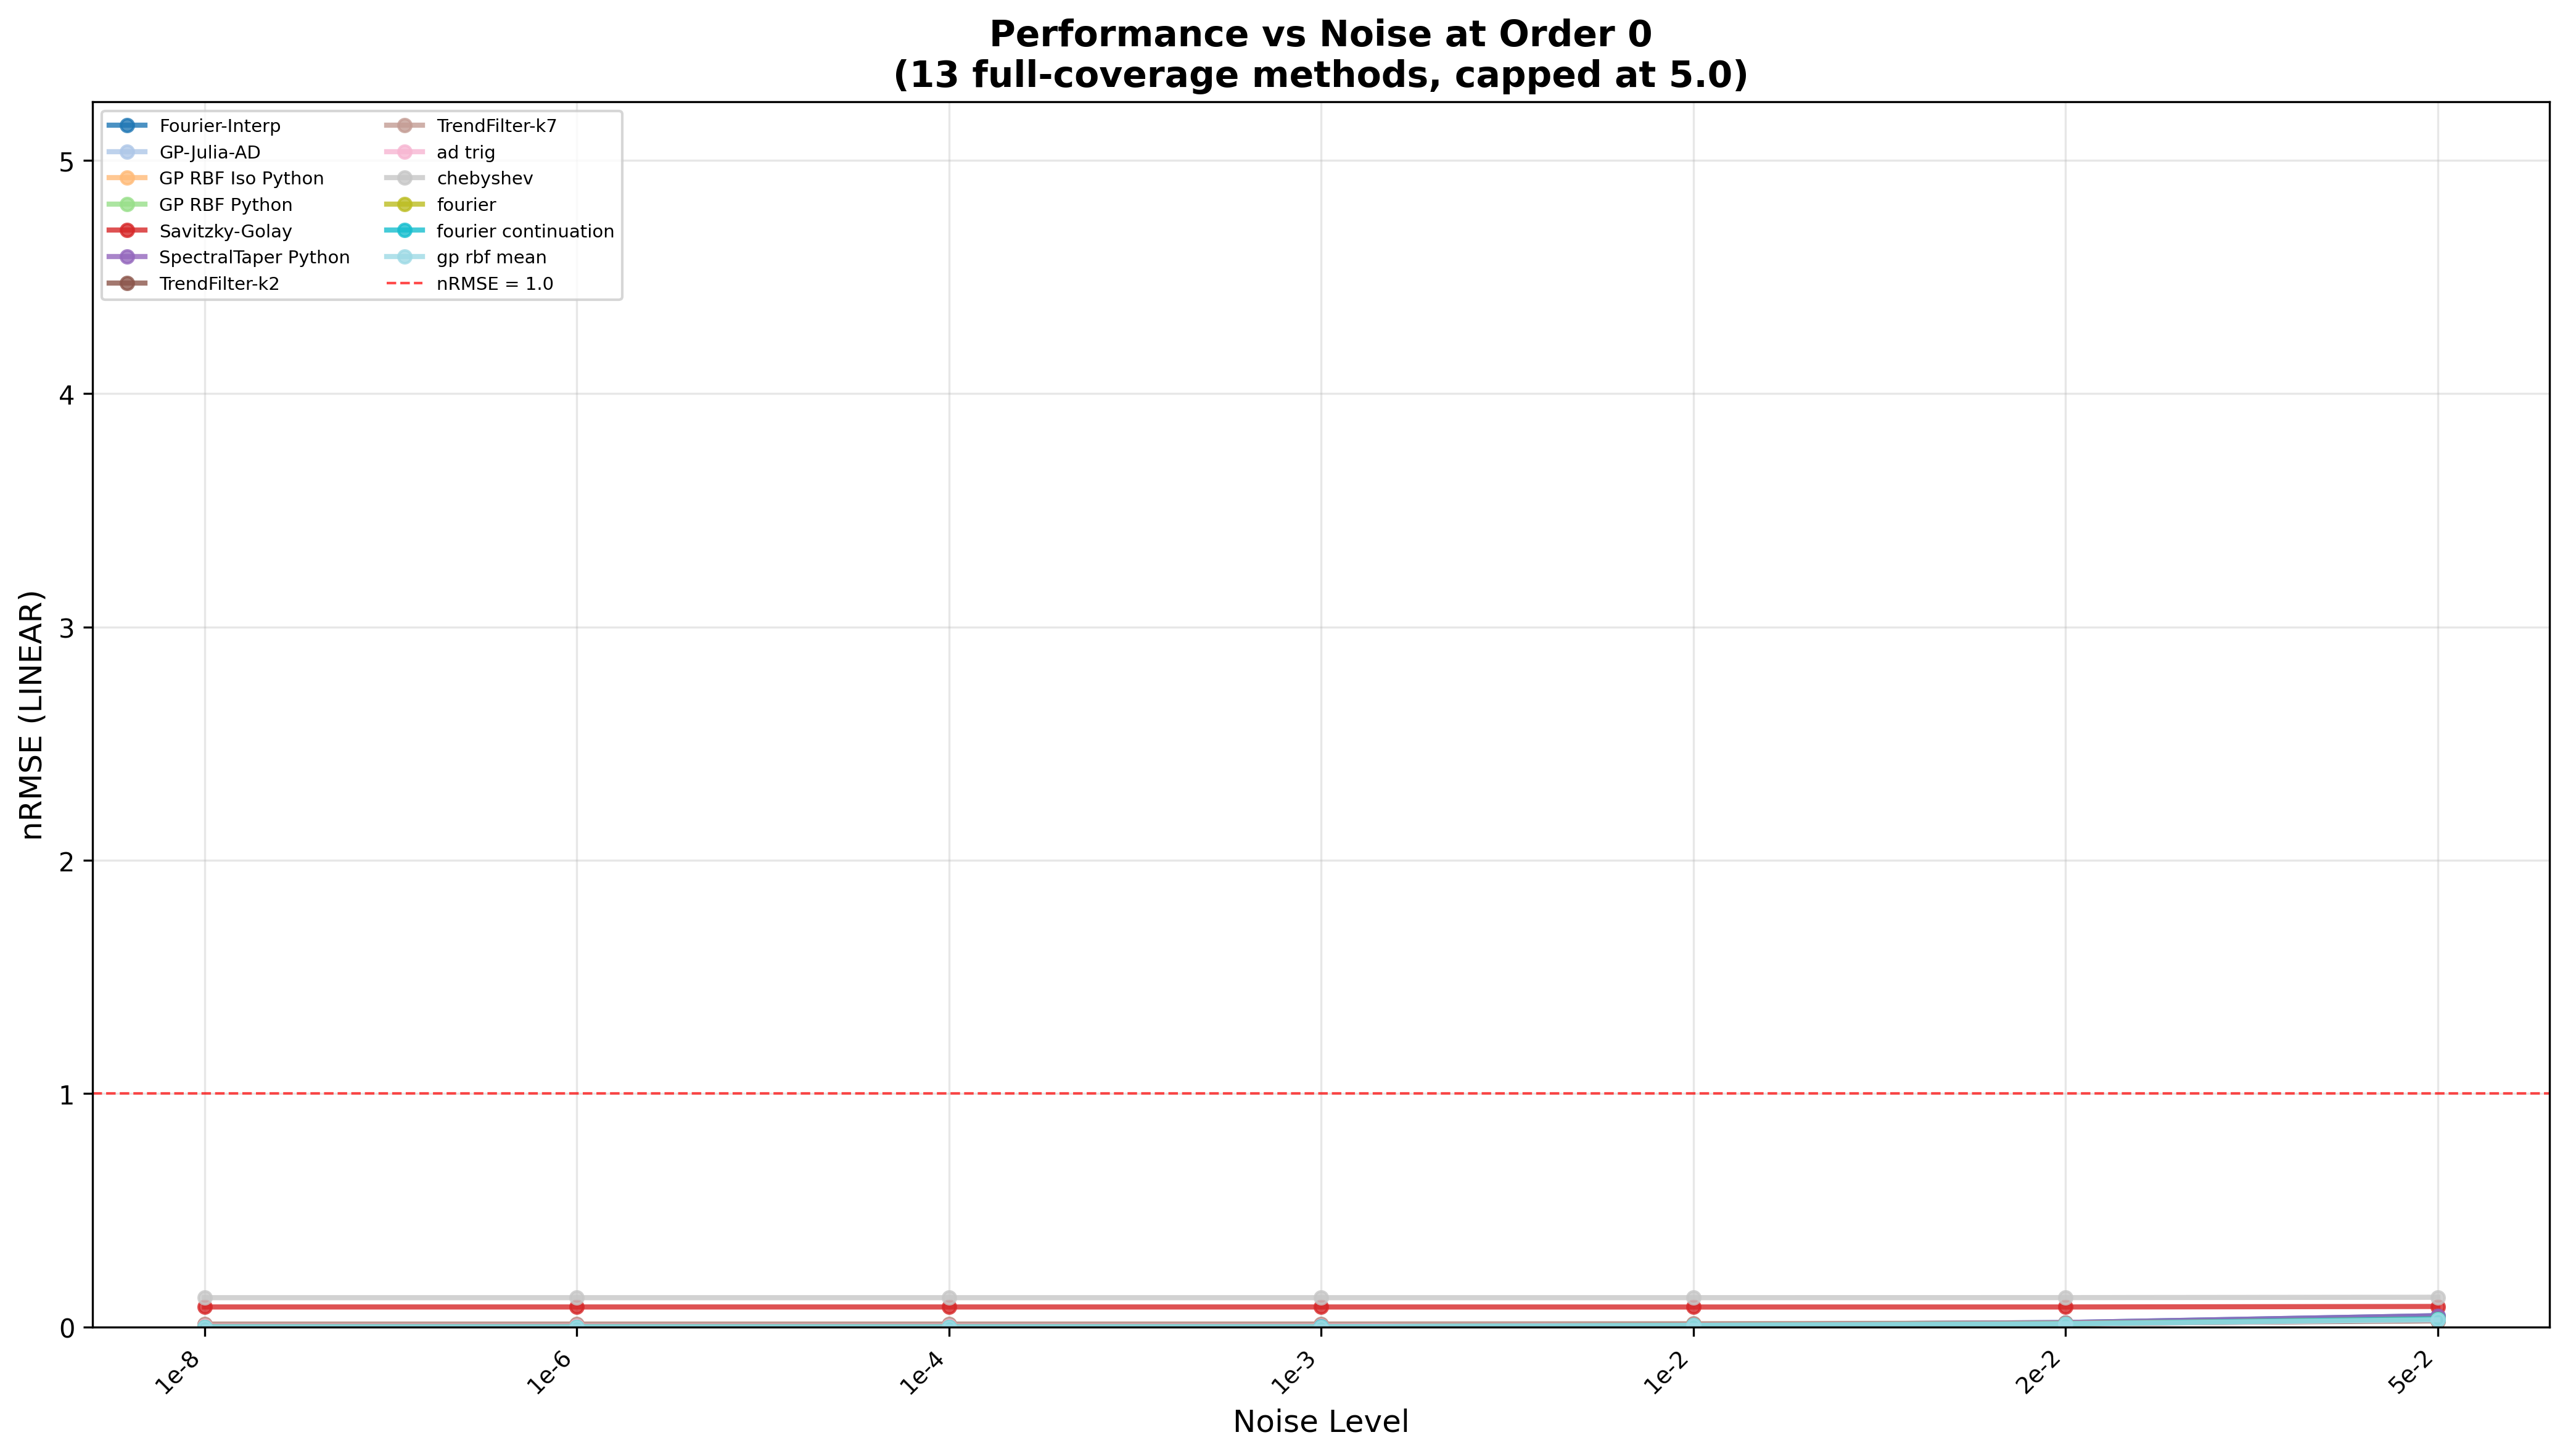 Performance vs Noise at Order 0
(13 full-coverage methods, capped at 5.0)
Fourier-Interp
GP-Julia-AD
GP RBF Iso Python
GP RBF Python
Savitzky-Golay
SpectralTaper Python
TrendFilter-k2
TrendFilter-k7
ad trig
chebyshev
fourier
fourier continuation
gp rbf mean
nRMSE = 1.0
nRMSE (LINEAR)
5
4
3
2
1
0
1e-8
1e-6
1e-4
1e-3
1e-2
2e-2
5e-2
Noise Level